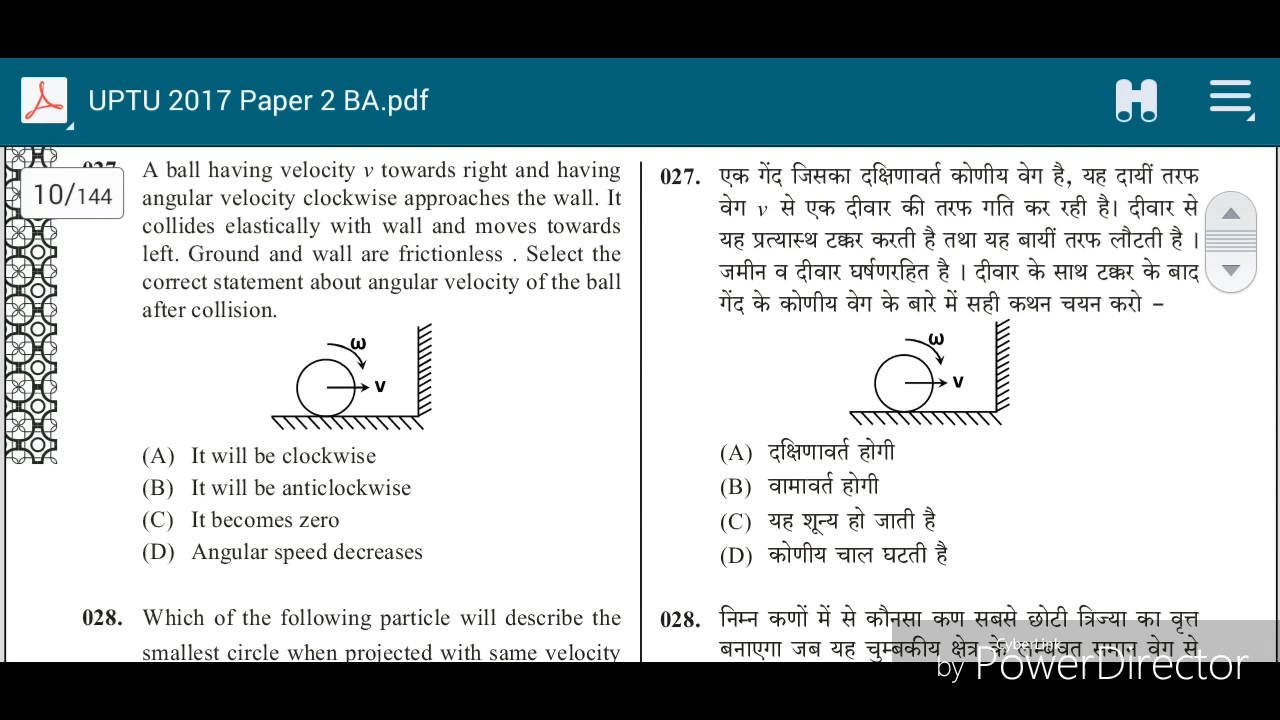 UPTU 2017 Paper 2 BA.pdf
10/144
A ball having velocity v towards right and having
angular velocity clockwise approaches the wall. It
collides elastically with wall and moves towards
left. Ground and wall are frictionless . Select the
correct statement about angular velocity of the ball
after collision.
ω
v
(A) It will be clockwise
(B) It will be anticlockwise
(C) It becomes zero
(D) Angular speed decreases
028. Which of the following particle will describe the
smallest circle when projected with same velocity
027. एक गेंद जिसका दक्षिणावर्त कोणीय वेग है, यह दायीं तरफ
वेग v से एक दीवार की तरफ गति कर रही है। दीवार से
यह प्रत्यास्थ टक्कर करती है तथा यह बायीं तरफ लौटती है ।
जमीन व दीवार घर्षणरहित है । दीवार के साथ टक्कर के बाद
गेंद के कोणीय वेग के बारे में सही कथन चयन करो –
ω
v
(A) दक्षिणावर्त होगी
(B) वामावर्त होगी
(C) यह शून्य हो जाती है
(D) कोणीय चाल घटती है
028. निम्न कणों में से कौनसा कण सबसे छोटी त्रिज्या का वृत्त
बनाएगा जब यह चुम्बकीय क्षेत्र के लम्बवत समान वेग से
CyberLink
by PowerDirector